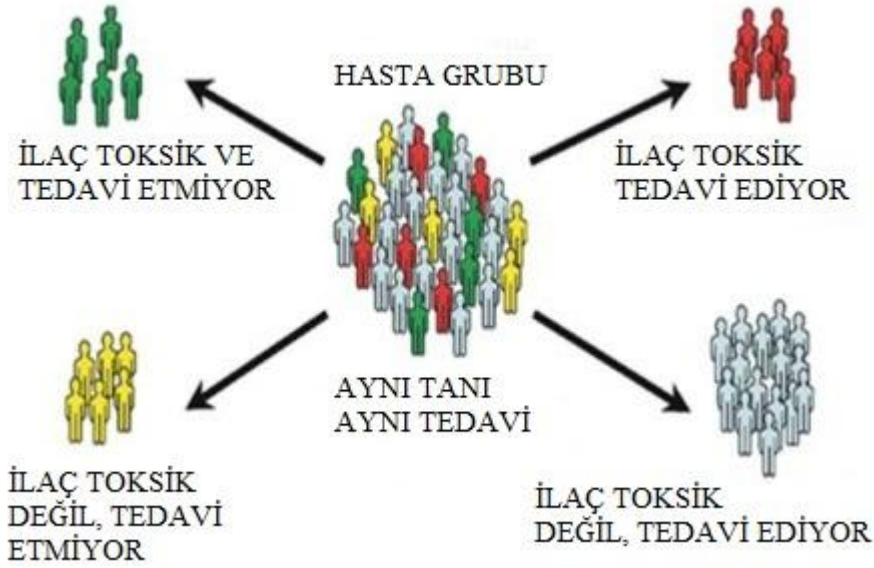 HASTA GRUBU
İLAÇ TOKSİK VE
TEDAVİ ETMİYOR
İLAÇ TOKSİK
TEDAVİ EDİYOR
AYNI TANI
AYNI TEDAVİ
İLAÇ TOKSİK
DEĞİL, TEDAVİ
ETMİYOR
İLAÇ TOKSİK
DEĞİL, TEDAVİ EDİYOR